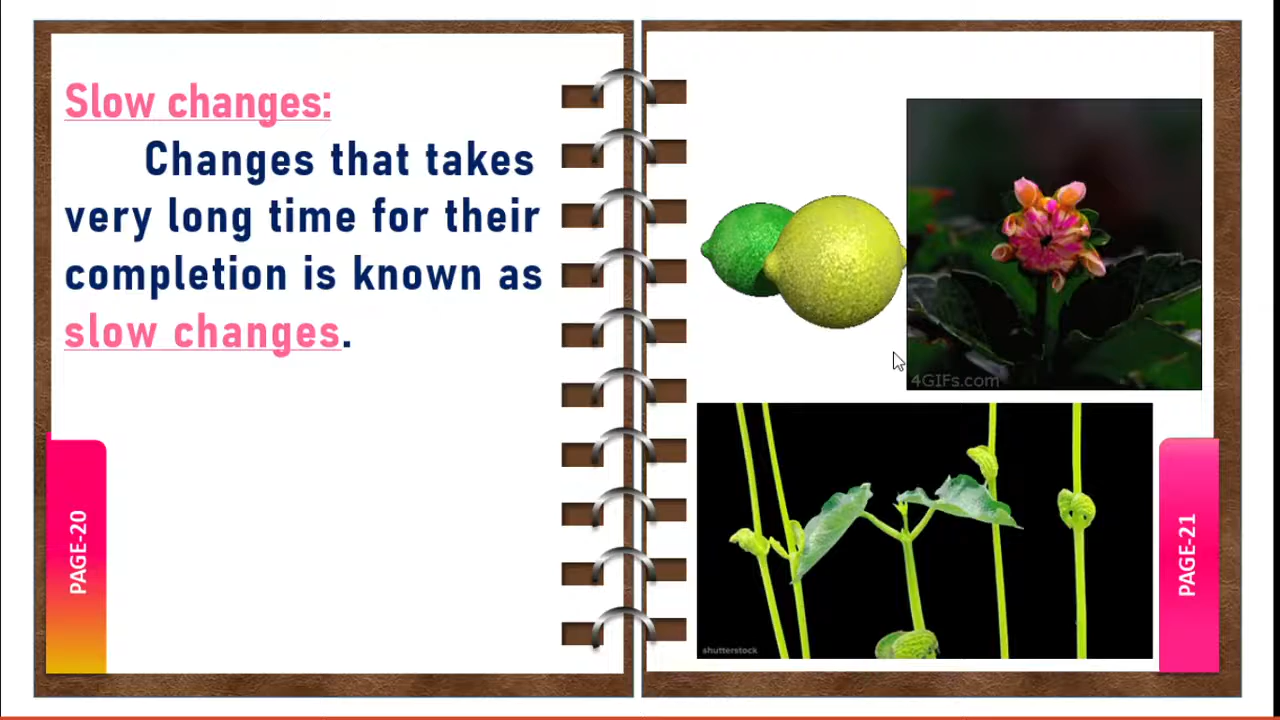 Slow changes:
Changes that takes
very long time for their
completion is known as
slow changes.
PAGE-20
4GIFs.com
shutterstock
PAGE-21